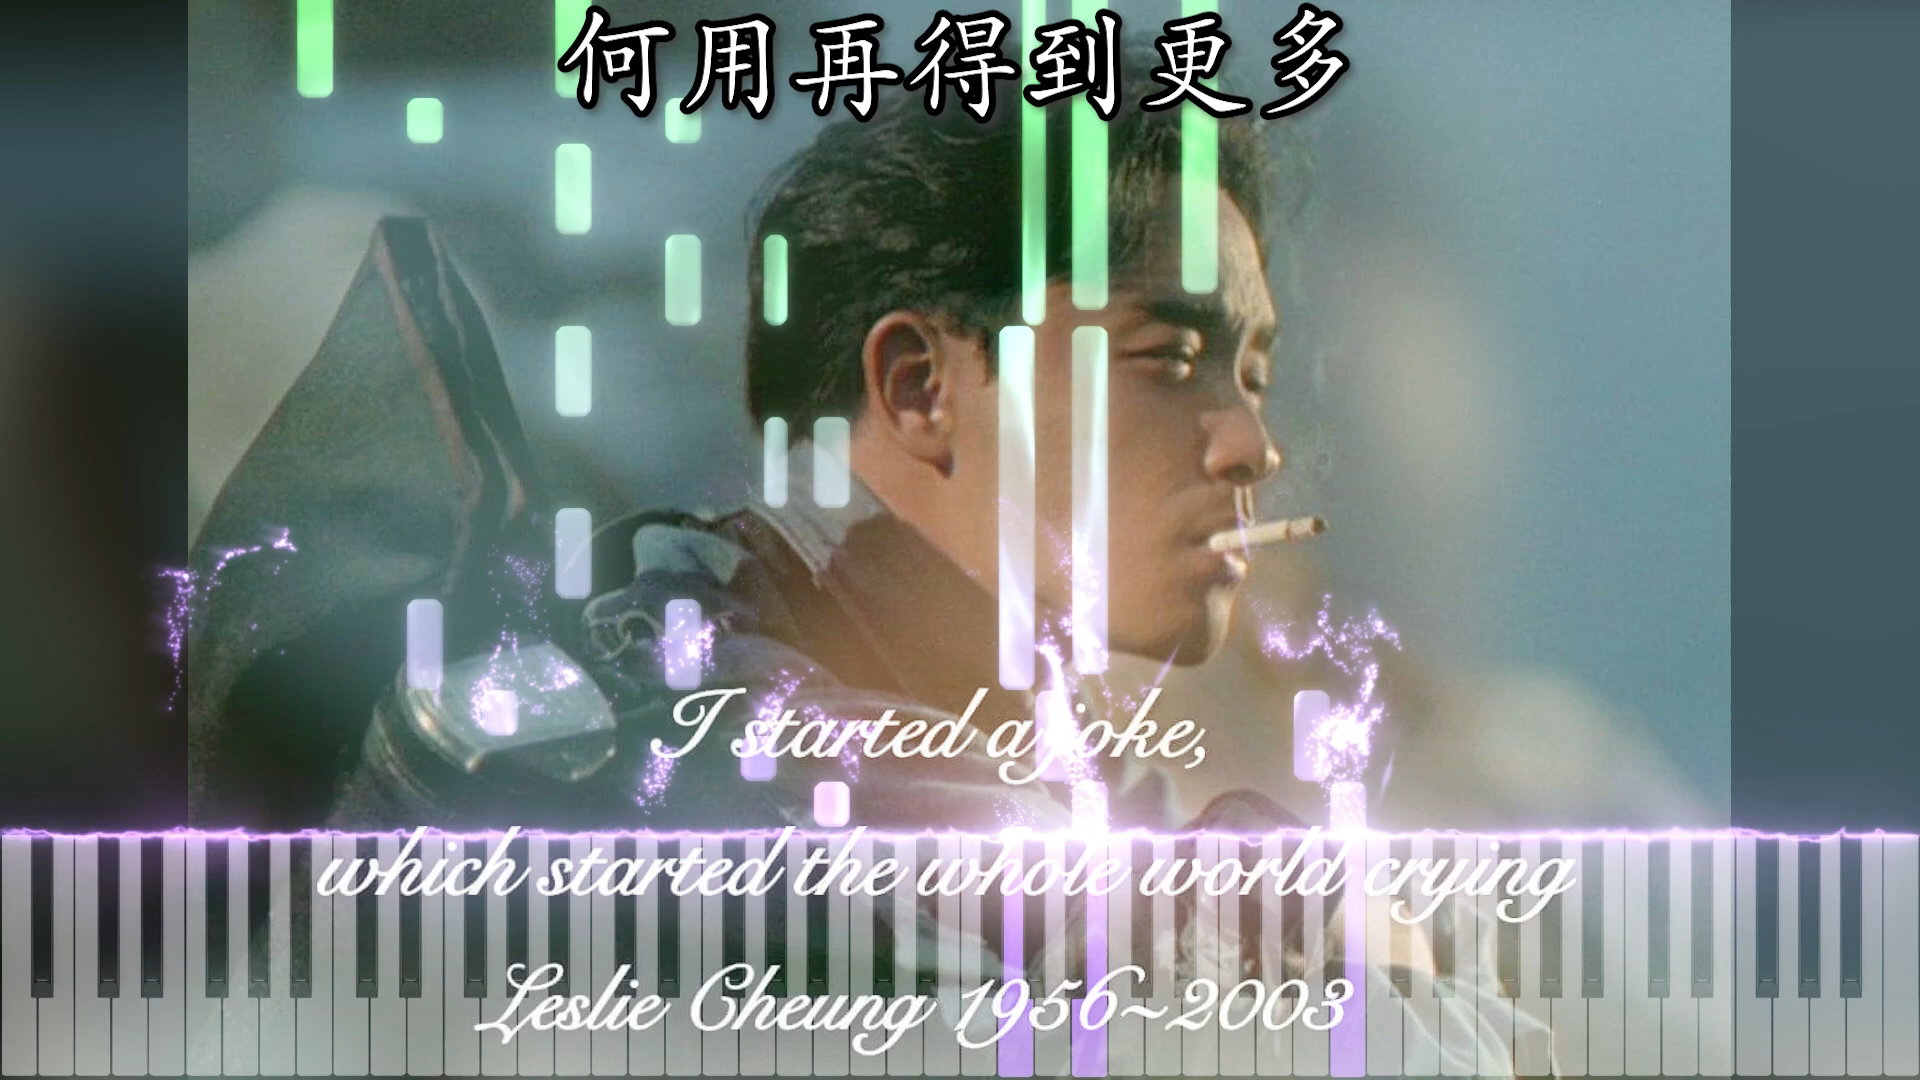 何用再得到更多
I started a joke,
which started the whole world crying
Leslie Cheung 1956~2003